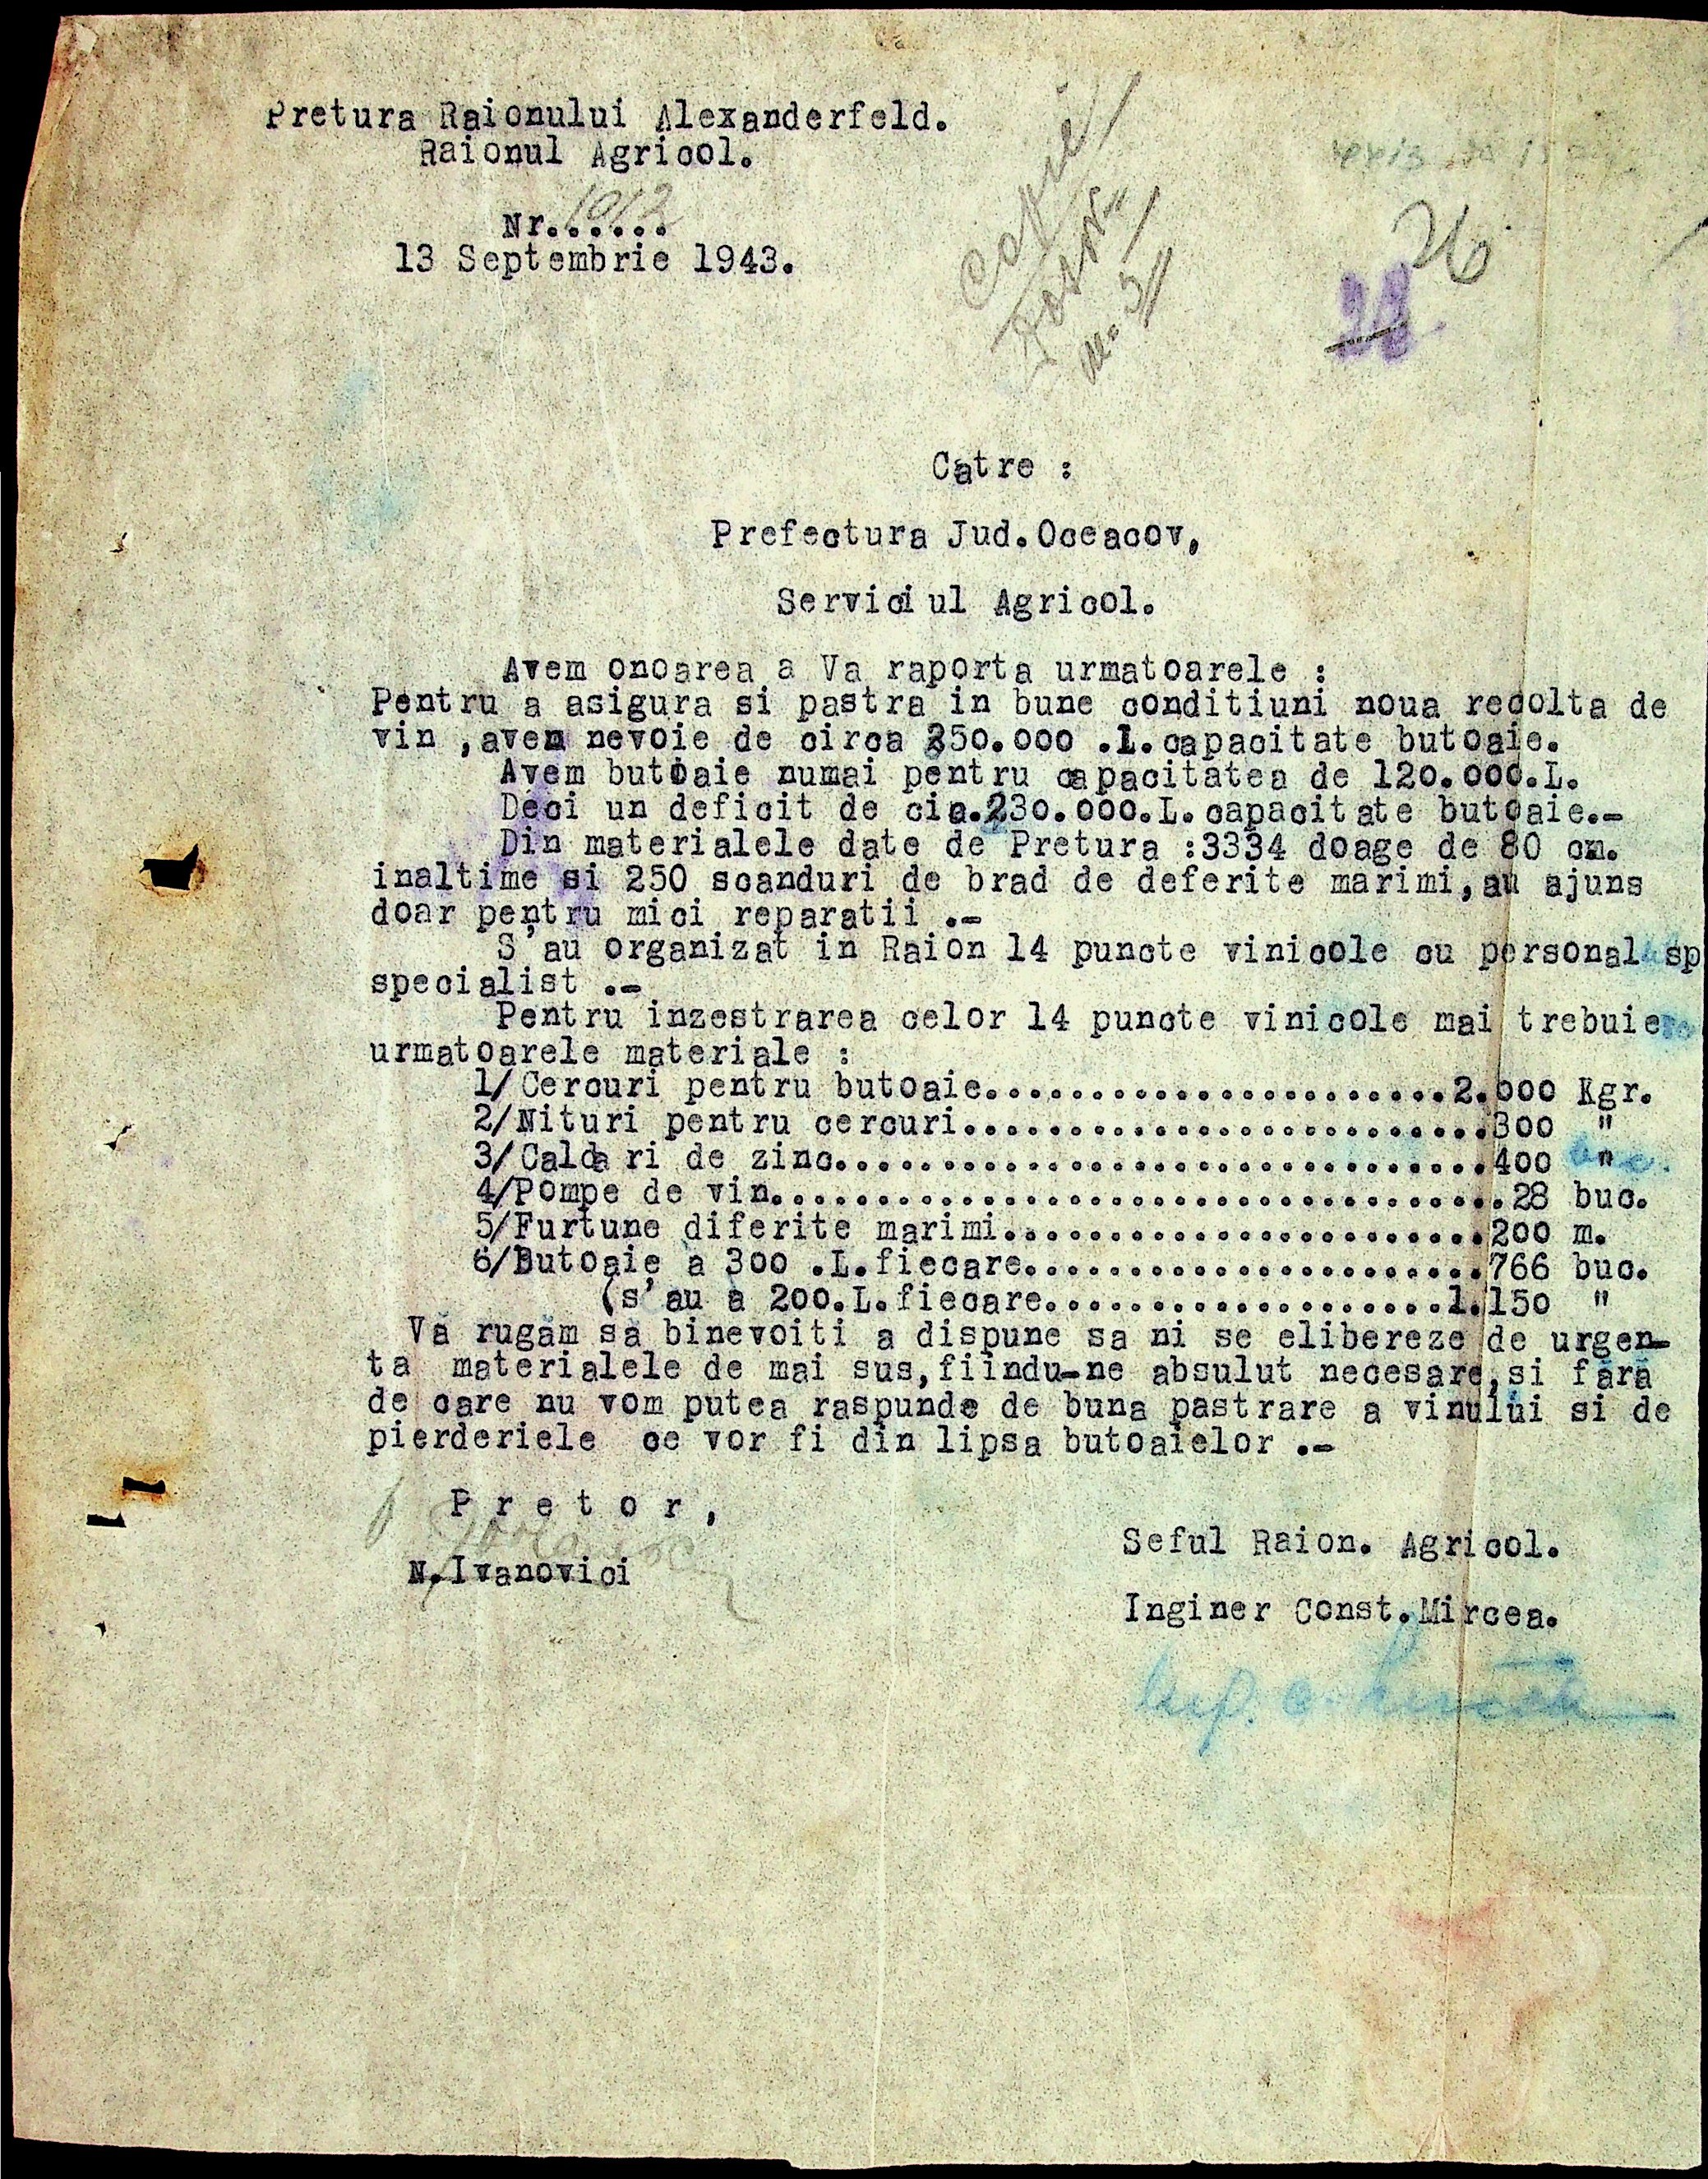 Pretura Raionului Alexanderfeld.
Raionul Agricol.
Nr.1912
13 Septembrie 1943.
copie
26
28
Catre :
Prefectura Jud.Oceacov,
Serviciul Agricol.
Avem onoarea a Va raporta urmatoarele :
Pentru a asigura si pastra in bune conditiuni noua recolta de
vin ,avem nevoie de circa 350.000 .L.capacitate butoaie.
Avem butoaie numai pentru capacitatea de 120.000.L.
Deci un deficit de cia.230.000.L.capacitate butoaie.-
Din materialele date de Pretura :3334 doage de 80 cm.
inaltime si 250 scanduri de brad de deferite marimi,au ajuns
doar pentru mici reparatii .-
S'au organizat in Raion 14 puncte vinicole cu personal sp
specialist .-
Pentru inzestrarea celor 14 puncte vinicole mai trebuie
urmatoarele materiale :
1/Cercuri pentru butoaie......................2.000 Kgr.
2/Nituri pentru cercuri.........................300 "
3/Caldari de zinc...............................400 " buc.
4/Pompe de vin...................................28 buc.
5/Furtune diferite marimi.......................200 m.
6/Butoaie a 300 .L.fiecare......................766 buc.
(s'au a 200.L.fiecare...................1.150 "
Vă rugăm să binevoiti a dispune sa ni se elibereze de urgen-
ta materialele de mai sus,fiindu-ne absulut necesare,si fără
de care nu vom putea raspunde de buna pastrare a vinului si de
pierderiele ce vor fi din lipsa butoaielor .-
P r e t o r ,
N.Ivanovici
Seful Raion. Agricol.
Inginer Const.Mircea.